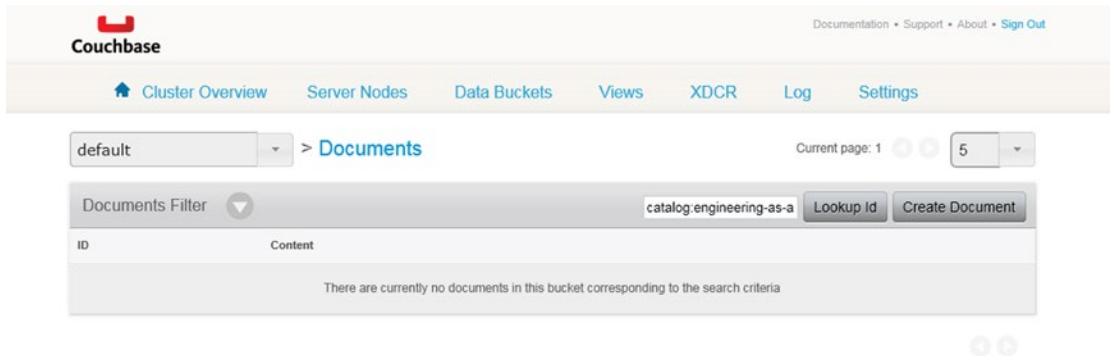 Couchbase
Documentation • Support • About • Sign Out
Cluster Overview Server Nodes Data Buckets Views XDCR Log Settings
default > Documents Current page: 1 5
Documents Filter catalog:engineering-as-a Lookup Id Create Document
ID Content
There are currently no documents in this bucket corresponding to the search criteria